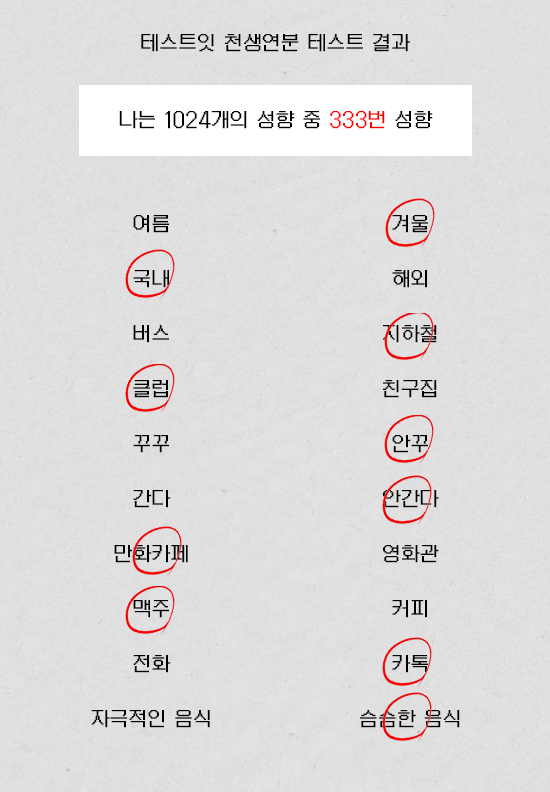 테스트잇 천생연분 테스트 결과
나는 1024개의 성향 중 333번 성향
여름 겨울
국내 해외
버스 지하철
클럽 친구집
꾸꾸 안꾸
간다 안간다
만화카페 영화관
맥주 커피
전화 카톡
자극적인 음식 슴슴한 음식